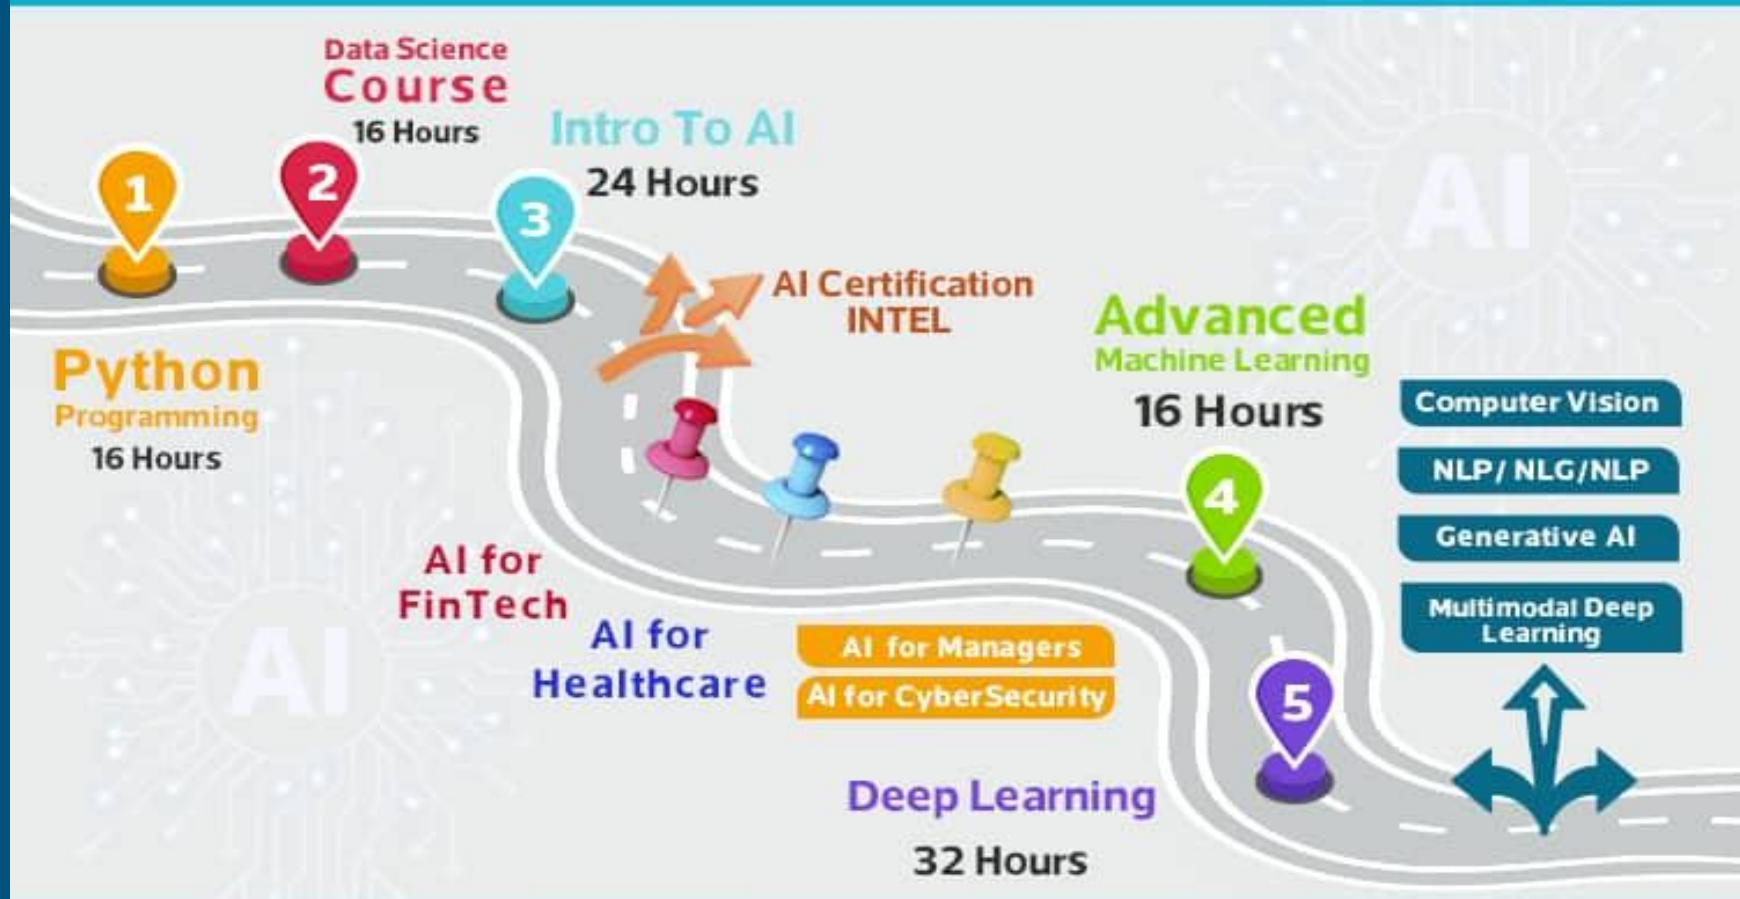 Data Science
Course
16 Hours
Intro To AI
24 Hours
1
2
3
Python
Programming
16 Hours
AI Certification
INTEL
Advanced
Machine Learning
16 Hours
4
AI for
FinTech
AI for
Healthcare
AI for Managers
AI for CyberSecurity
5
Deep Learning
32 Hours
Computer Vision
NLP/ NLG/NLP
Generative AI
Multimodal Deep
Learning
AI
AI